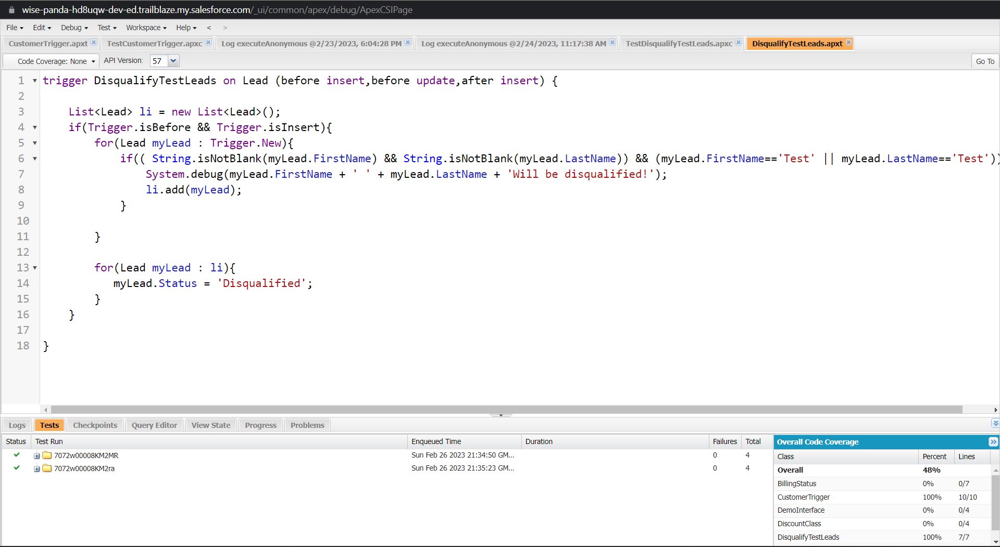 wise-panda-hd8uqw-dev-ed.trailblaze.my.salesforce.com/_ui/common/apex/debug/ApexCSIPage
File Edit Debug Test Workspace Help < >
CustomerTrigger.apxt TestCustomerTrigger.apxc Log executeAnonymous @2/23/2023, 6:04:28 PM Log executeAnonymous @2/24/2023, 11:17:38 AM TestDisqualifyTestLeads.apxc DisqualifyTestLeads.apxt
Code Coverage: None API Version: 57 Go To
1 trigger DisqualifyTestLeads on Lead (before insert,before update,after insert) {
2
3 List<Lead> li = new List<Lead>();
4 if(Trigger.isBefore && Trigger.isInsert){
5 for(Lead myLead : Trigger.New){
6 if(( String.isNotBlank(myLead.FirstName) && String.isNotBlank(myLead.LastName)) && (myLead.FirstName=='Test' || myLead.LastName=='Test'))
7 System.debug(myLead.FirstName + ' ' + myLead.LastName + 'Will be disqualified!');
8 li.add(myLead);
9 }
10
11 }
12
13 for(Lead myLead : li){
14 myLead.Status = 'Disqualified';
15 }
16 }
17
18 }
Logs Tests Checkpoints Query Editor View State Progress Problems
Status Test Run Enqueued Time Duration Failures Total
7072w00008KM2MR Sun Feb 26 2023 21:34:50 GM... 0 4
7072w00008KM2ra Sun Feb 26 2023 21:35:23 GM... 0 4
Overall Code Coverage
Class Percent Lines
Overall 48%
BillingStatus 0% 0/7
CustomerTrigger 100% 10/10
DemoInterface 0% 0/4
DiscountClass 0% 0/4
DisqualifyTestLeads 100% 7/7